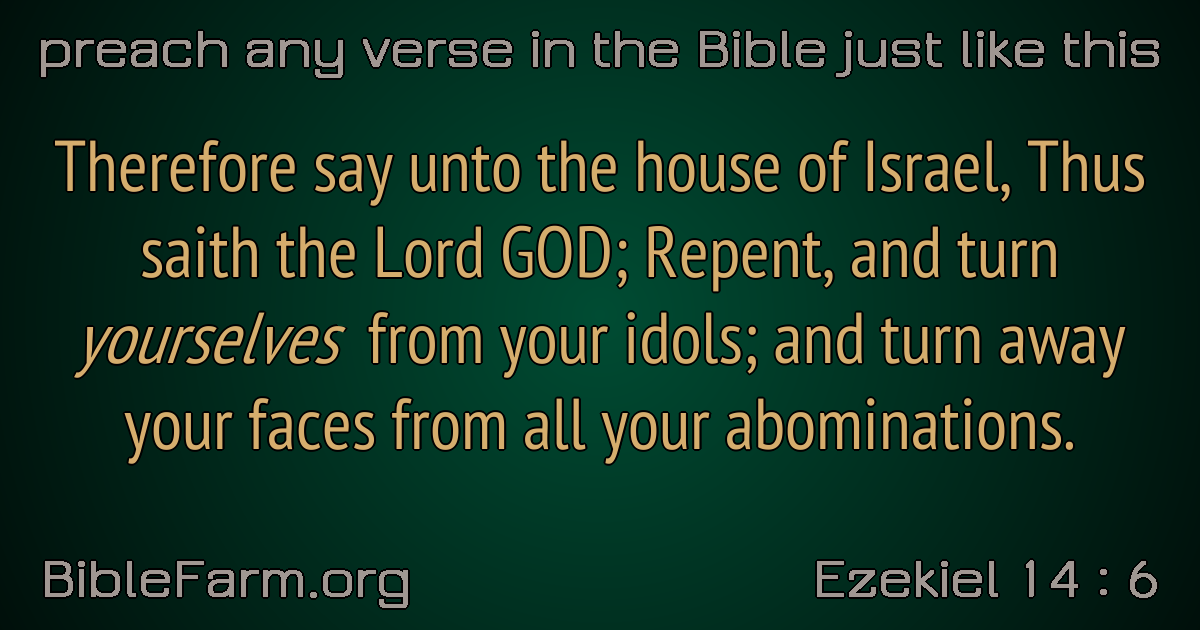 preach any verse in the Bible just like this
Therefore say unto the house of Israel, Thus
saith the Lord GOD; Repent, and turn
yourselves from your idols; and turn away
your faces from all your abominations.
BibleFarm.org
Ezekiel 14 : 6